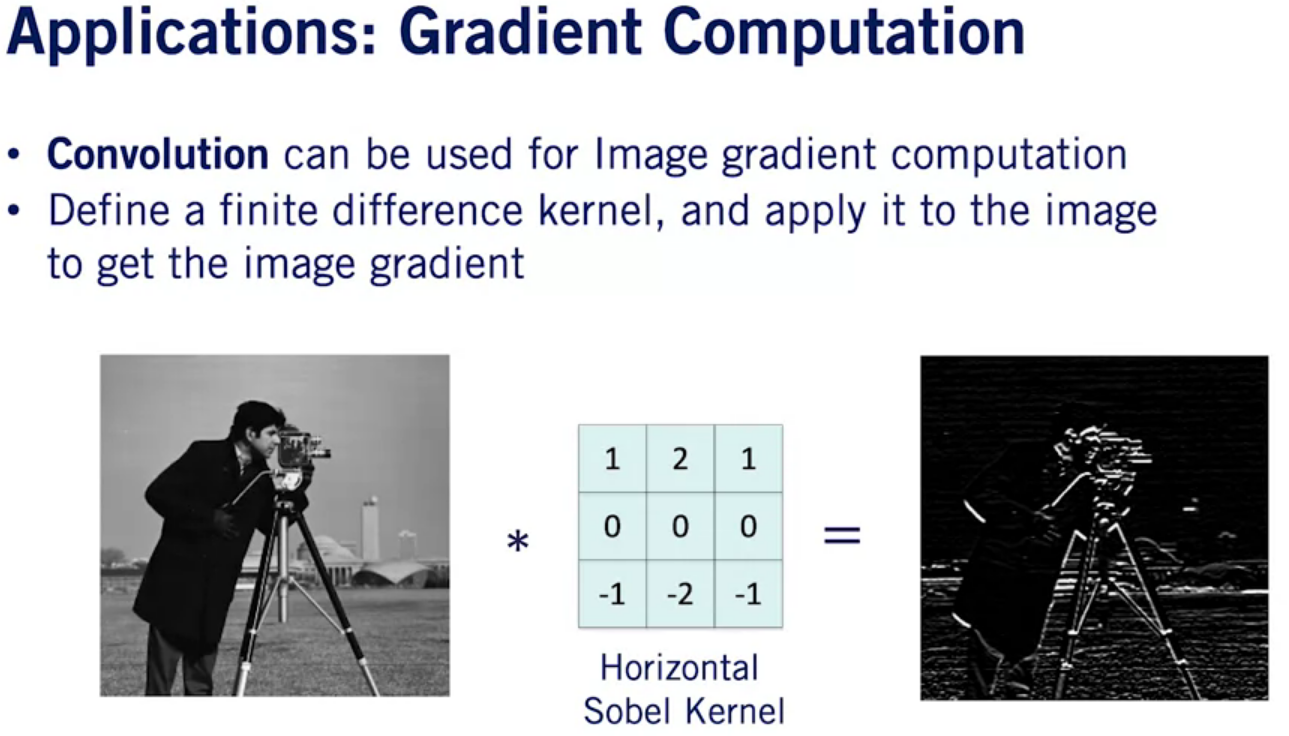 Applications: Gradient Computation
• Convolution can be used for Image gradient computation
• Define a finite difference kernel, and apply it to the image
to get the image gradient
1 2 1
0 0 0
-1 -2 -1
* =
Horizontal
Sobel Kernel